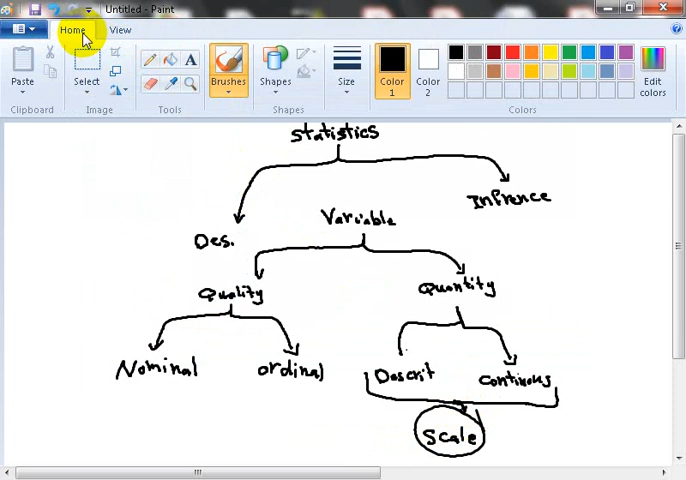 Untitled - Paint
Home View
Paste Select Brushes Shapes Size Color 1 Color 2 Edit colors
Clipboard Image Tools Shapes Colors
Statistics
Infrence
Variable
Des.
Quality Quantity
Nominal ordinal Descrit continous
Scale